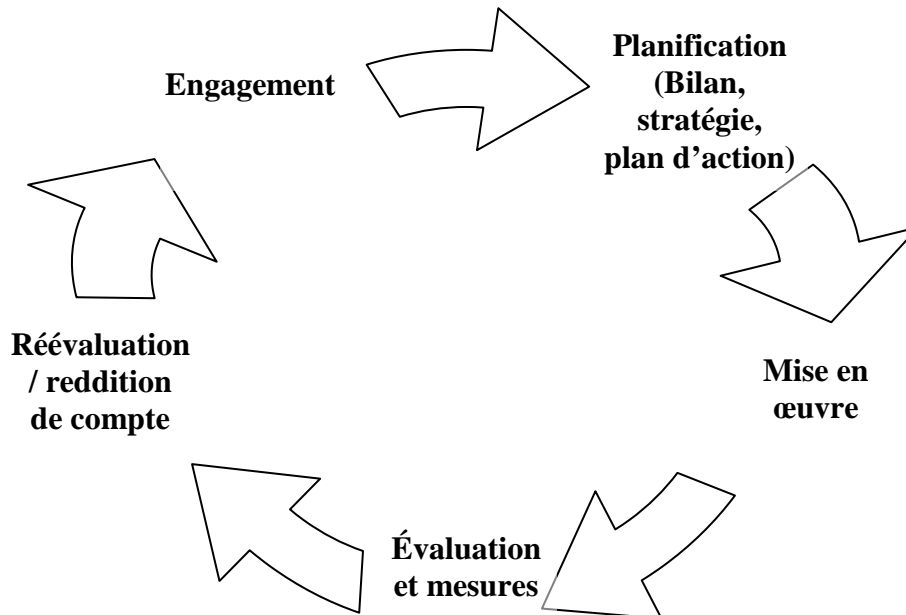 Engagement
Planification
(Bilan,
stratégie,
plan d’action)
Mise en
œuvre
Évaluation
et mesures
Réévaluation
/ reddition
de compte